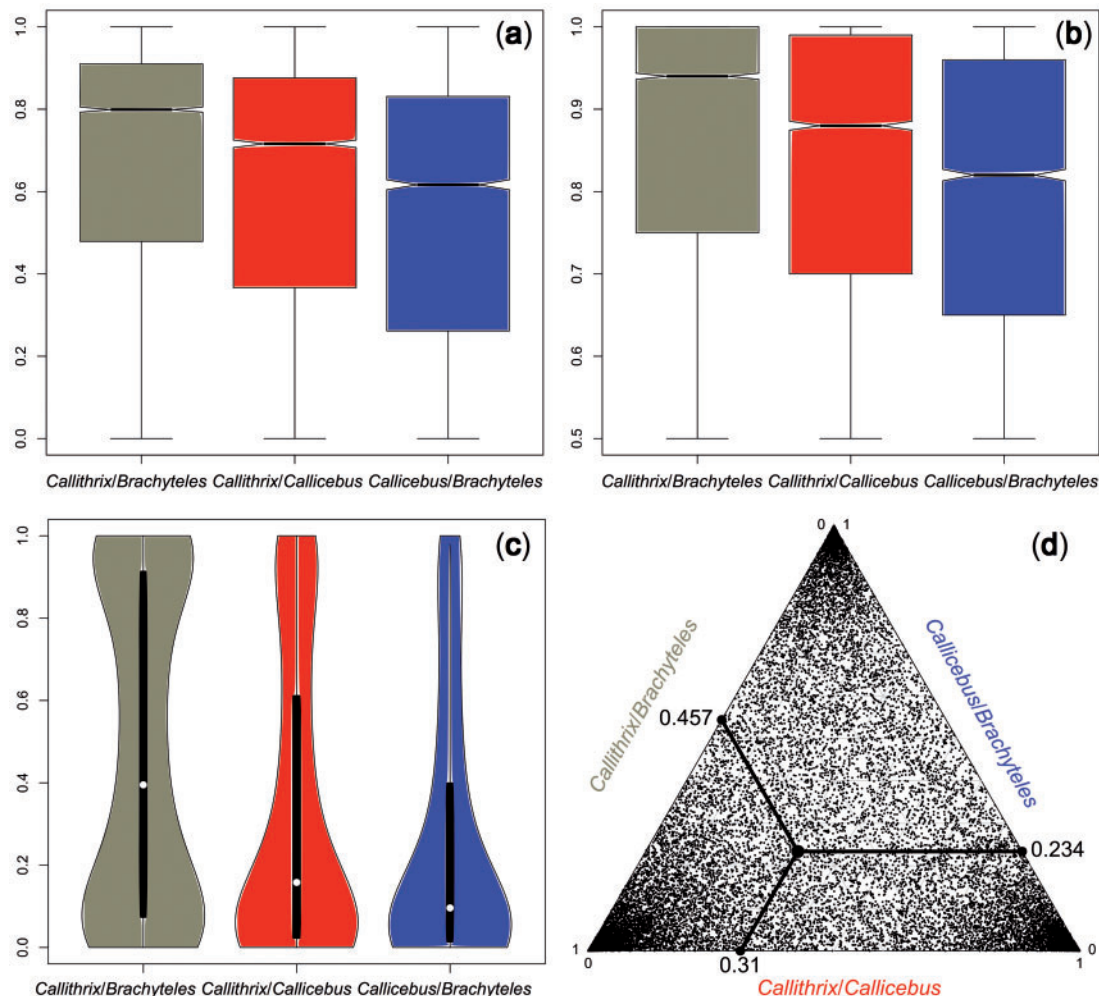 (a)
1.0
0.8
0.6
0.4
0.2
0.0
Callithrix/Brachyteles Callithrix/Callicebus Callicebus/Brachyteles
(b)
1.0
0.9
0.8
0.7
0.6
0.5
Callithrix/Brachyteles Callithrix/Callicebus Callicebus/Brachyteles
(c)
1.0
0.8
0.6
0.4
0.2
0.0
Callithrix/Brachyteles Callithrix/Callicebus Callicebus/Brachyteles
(d)
0 1
Callithrix/Brachyteles
Callicebus/Brachyteles
0.457
0.234
1 0
0 1
0.31
Callithrix/Callicebus